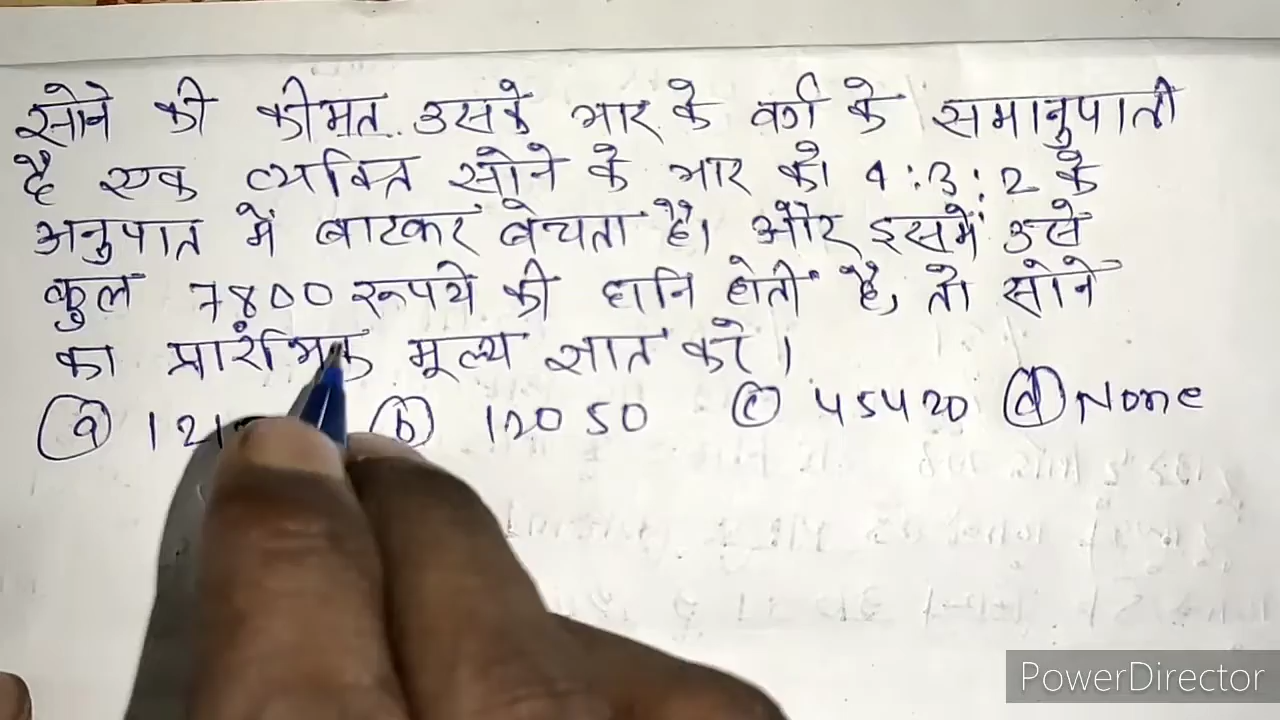 सोने की कीमत उसके भार के वर्ग के समानुपाती
है एक व्यक्ति सोने के भार को 4:3:2 के
अनुपात में बाटकर बेचता है। और इसमें उसे
कुल 7800 रूपये की हानि होती है, तो सोने
का प्रारंभिक मूल्य ज्ञात करे।
(a) (b) 12050 (c) 45420 (d) None
PowerDirector